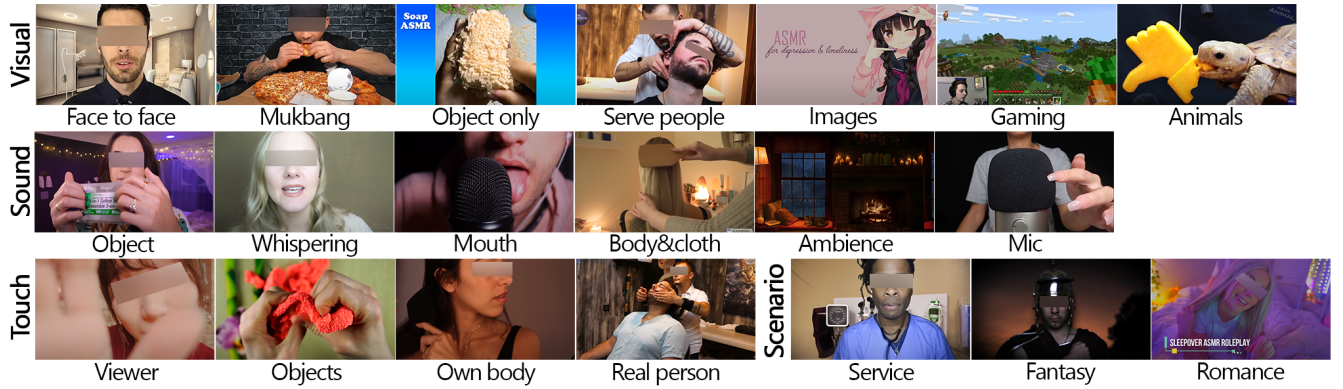 Visual
Soap
ASMR
ASMR
for depression & loneliness
ANIMAL
Face to face
Mukbang
Object only
Serve people
Images
Gaming
Animals
Sound
Object
Whispering
Mouth
Body&cloth
Ambience
Mic
Touch
Scenario
SLEEPOVER ASMR ROLEPLAY
Viewer
Objects
Own body
Real person
Service
Fantasy
Romance